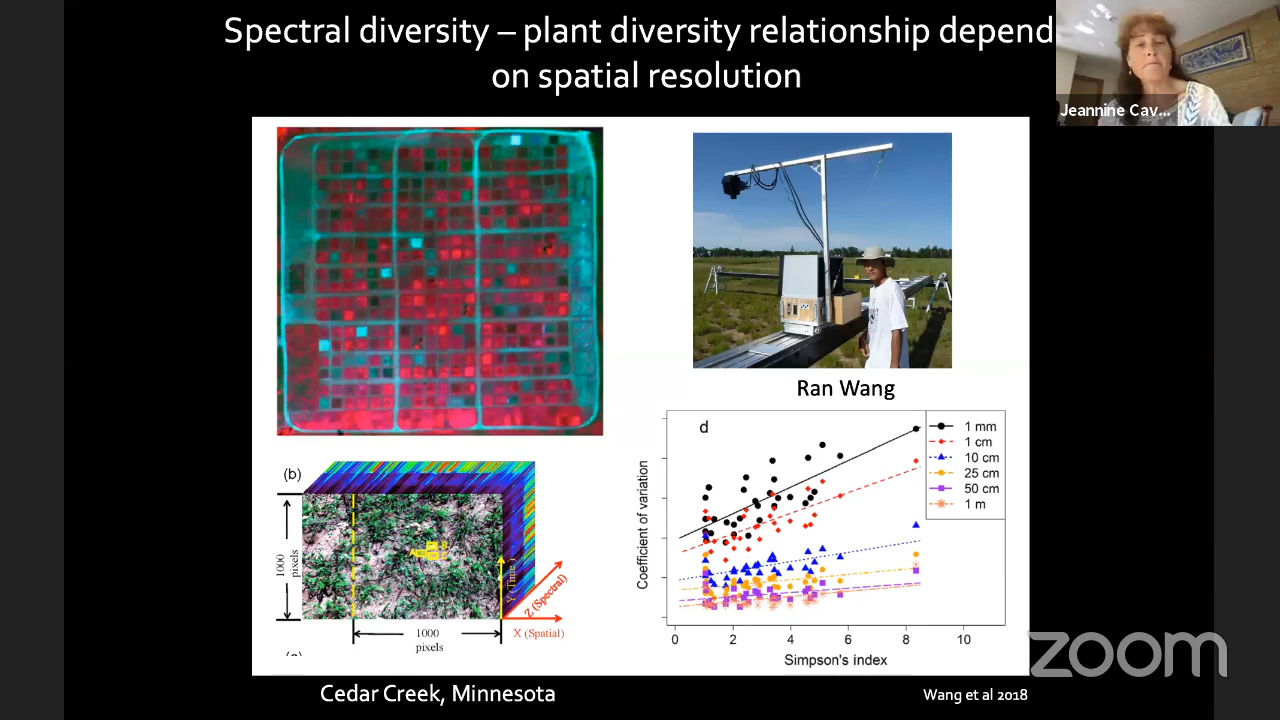 Spectral diversity – plant diversity relationship depend
on spatial resolution
Jeannine Cav...
Ran Wang
(b)
1000
pixels
A
B
C
(Time)
Z (Spectral)
X (Spatial)
1000
pixels
d
1 mm
1 cm
10 cm
25 cm
50 cm
1 m
Coefficient of variation
0 2 4 6 8 10
Simpson's index
zoom
Cedar Creek, Minnesota
Wang et al 2018